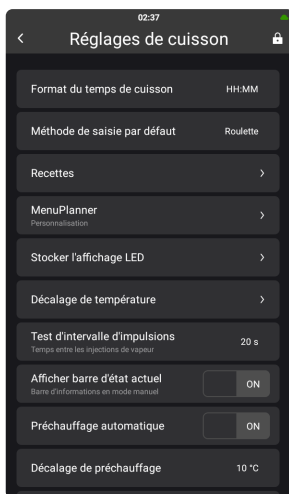 02:37
Réglages de cuisson
Format du temps de cuisson HH:MM
Méthode de saisie par défaut Roulette
Recettes
MenuPlanner
Personnalisation
Stocker l'affichage LED
Décalage de température
Test d'intervalle d'impulsions
Temps entre les injections de vapeur
20 s
Afficher barre d'état actuel
Barre d'informations en mode manuel
ON
Préchauffage automatique ON
Décalage de préchauffage 10 °C